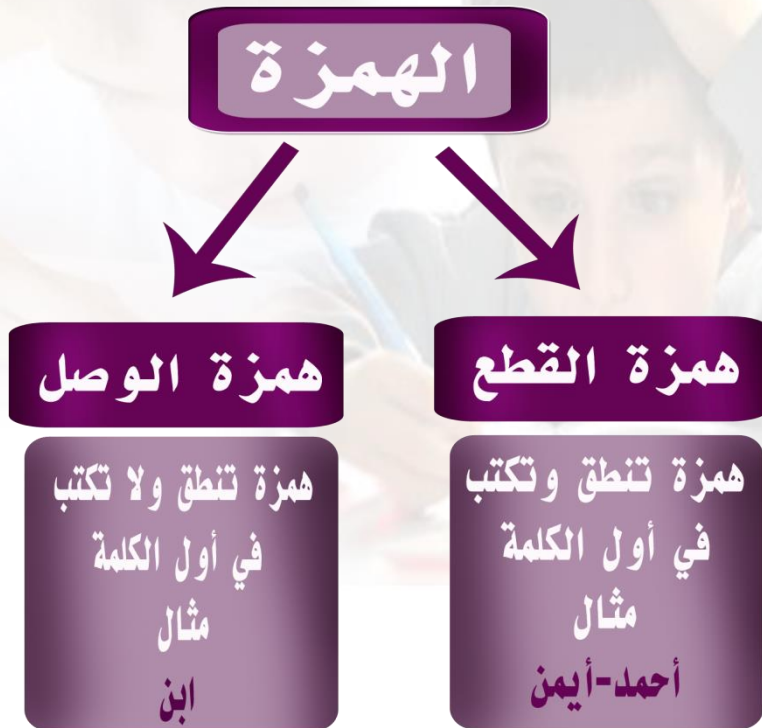 الهمزة
همزة القطع
همزة تنطق وتكتب
في أول الكلمة
مثال
أحمد-أيمن
همزة الوصل
همزة تنطق ولا تكتب
في أول الكلمة
مثال
ابن